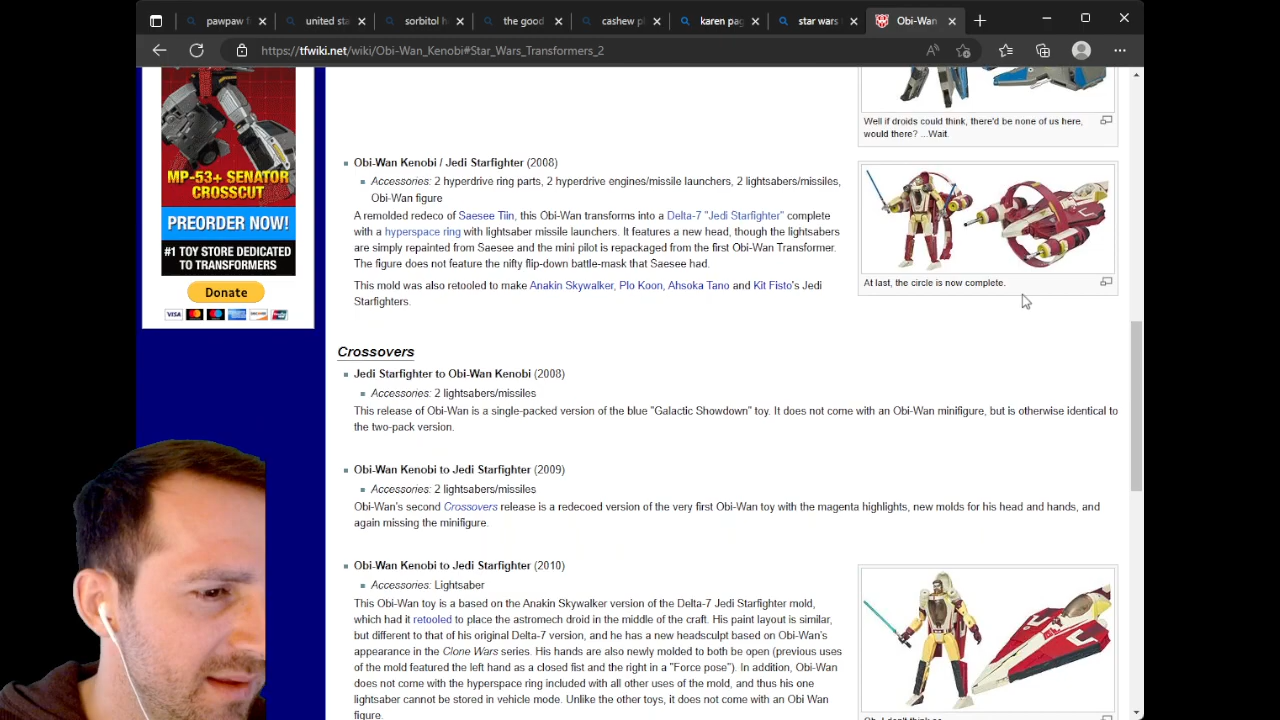 pawpaw f
united sta
sorbitol h
the good
cashew pl
karen pag
star wars
Obi-Wan
https://tfwiki.net/wiki/Obi-Wan_Kenobi#Star_Wars_Transformers_2
MP-53+ SENATOR
CROSSCUT
PREORDER NOW!
#1 TOY STORE DEDICATED
TO TRANSFORMERS
Donate
VISA
Well if droids could think, there'd be none of us here,
would there? ...Wait.
Obi-Wan Kenobi / Jedi Starfighter (2008)
Accessories: 2 hyperdrive ring parts, 2 hyperdrive engines/missile launchers, 2 lightsabers/missiles,
Obi-Wan figure
A remolded redeco of Saesee Tiin, this Obi-Wan transforms into a Delta-7 "Jedi Starfighter" complete
with a hyperspace ring with lightsaber missile launchers. It features a new head, though the lightsabers
are simply repainted from Saesee and the mini pilot is repackaged from the first Obi-Wan Transformer.
The figure does not feature the nifty flip-down battle-mask that Saesee had.
This mold was also retooled to make Anakin Skywalker, Plo Koon, Ahsoka Tano and Kit Fisto's Jedi
Starfighters.
At last, the circle is now complete.
Crossovers
Jedi Starfighter to Obi-Wan Kenobi (2008)
Accessories: 2 lightsabers/missiles
This release of Obi-Wan is a single-packed version of the blue "Galactic Showdown" toy. It does not come with an Obi-Wan minifigure, but is otherwise identical to
the two-pack version.
Obi-Wan Kenobi to Jedi Starfighter (2009)
Accessories: 2 lightsabers/missiles
Obi-Wan's second Crossovers release is a redecoed version of the very first Obi-Wan toy with the magenta highlights, new molds for his head and hands, and
again missing the minifigure.
Obi-Wan Kenobi to Jedi Starfighter (2010)
Accessories: Lightsaber
This Obi-Wan toy is a based on the Anakin Skywalker version of the Delta-7 Jedi Starfighter mold,
which had it retooled to place the astromech droid in the middle of the craft. His paint layout is similar,
but different to that of his original Delta-7 version, and he has a new headsculpt based on Obi-Wan's
appearance in the Clone Wars series. His hands are also newly molded to both be open (previous uses
of the mold featured the left hand as a closed fist and the right in a "Force pose"). In addition, Obi-Wan
does not come with the hyperspace ring included with all other uses of the mold, and thus his one
lightsaber cannot be stored in vehicle mode. Unlike the other toys, it does not come with an Obi Wan
figure.